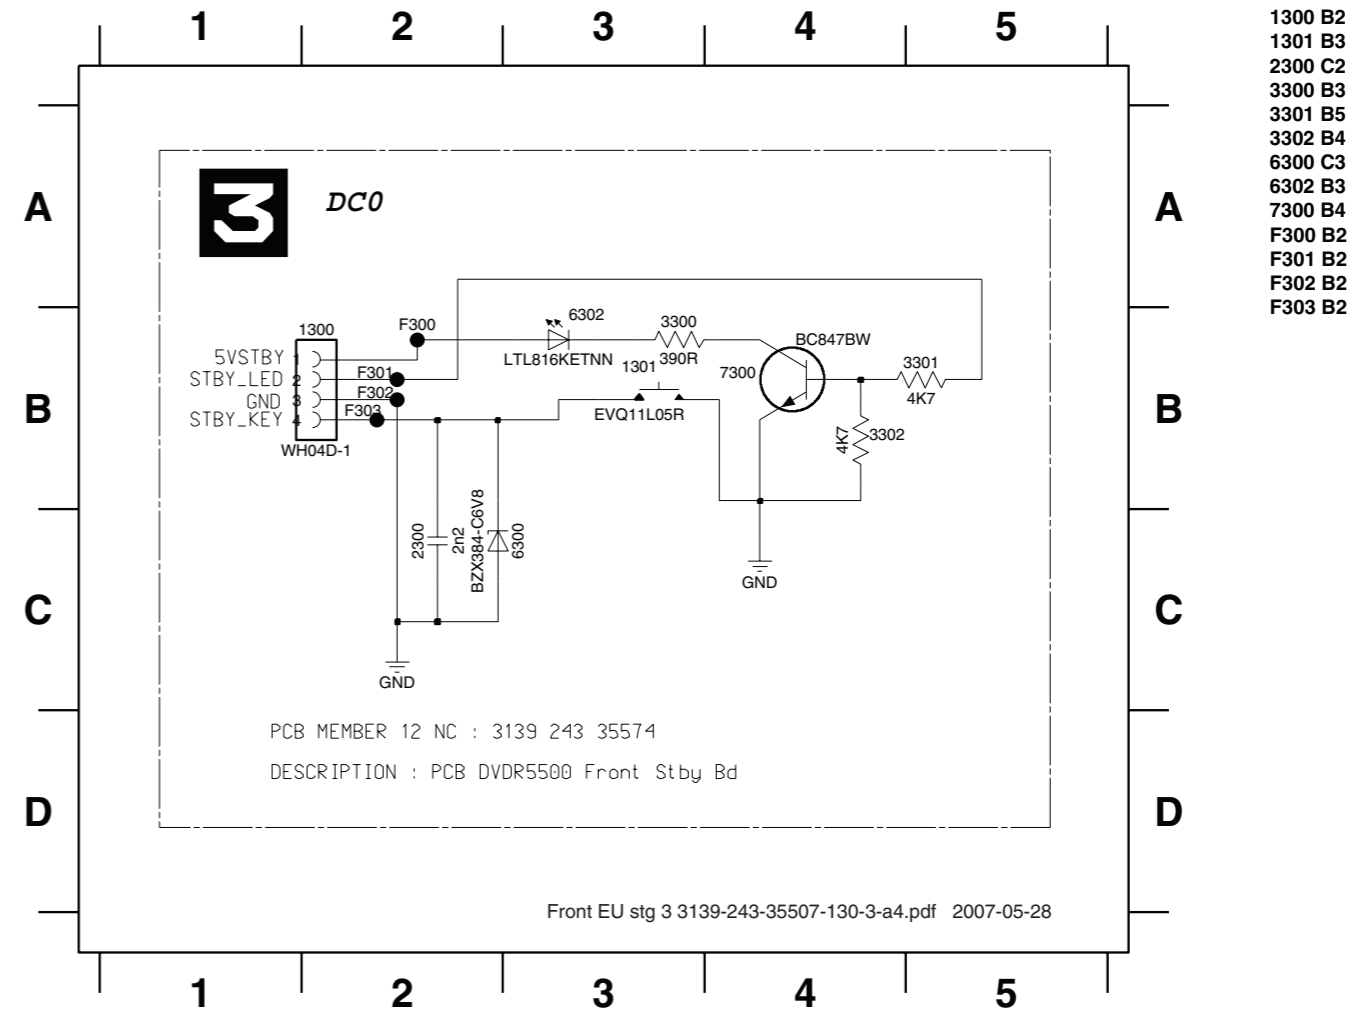 1 2 3 4 5
1300 B2
1301 B3
2300 C2
3300 B3
3301 B5
3302 B4
6300 C3
6302 B3
7300 B4
F300 B2
F301 B2
F302 B2
F303 B2
A
A
3
DC0
6302
F300
3300
1300
BC847BW
5VSTBY 1
LTL816KETNN
390R
3301
1301
F301
7300
STBY_LED 2
F302
4K7
GND 3
B
B
F303
EVQ11L05R
STBY_KEY 4
4K7
3302
WH04D-1
2300
2n2
BZX384-C6V8
6300
GND
C
C
GND
PCB MEMBER 12 NC : 3139 243 35574
DESCRIPTION : PCB DVDR5500 Front Stby Bd
D
D
Front EU stg 3 3139-243-35507-130-3-a4.pdf 2007-05-28
1 2 3 4 5